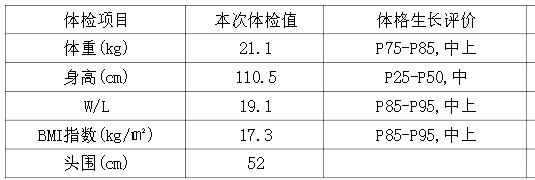 体检项目 本次体检值 体格生长评价
体重(kg) 21.1 P75-P85,中上
身高(cm) 110.5 P25-P50,中
W/L 19.1 P85-P95,中上
BMI指数(kg/㎡) 17.3 P85-P95,中上
头围(cm) 52